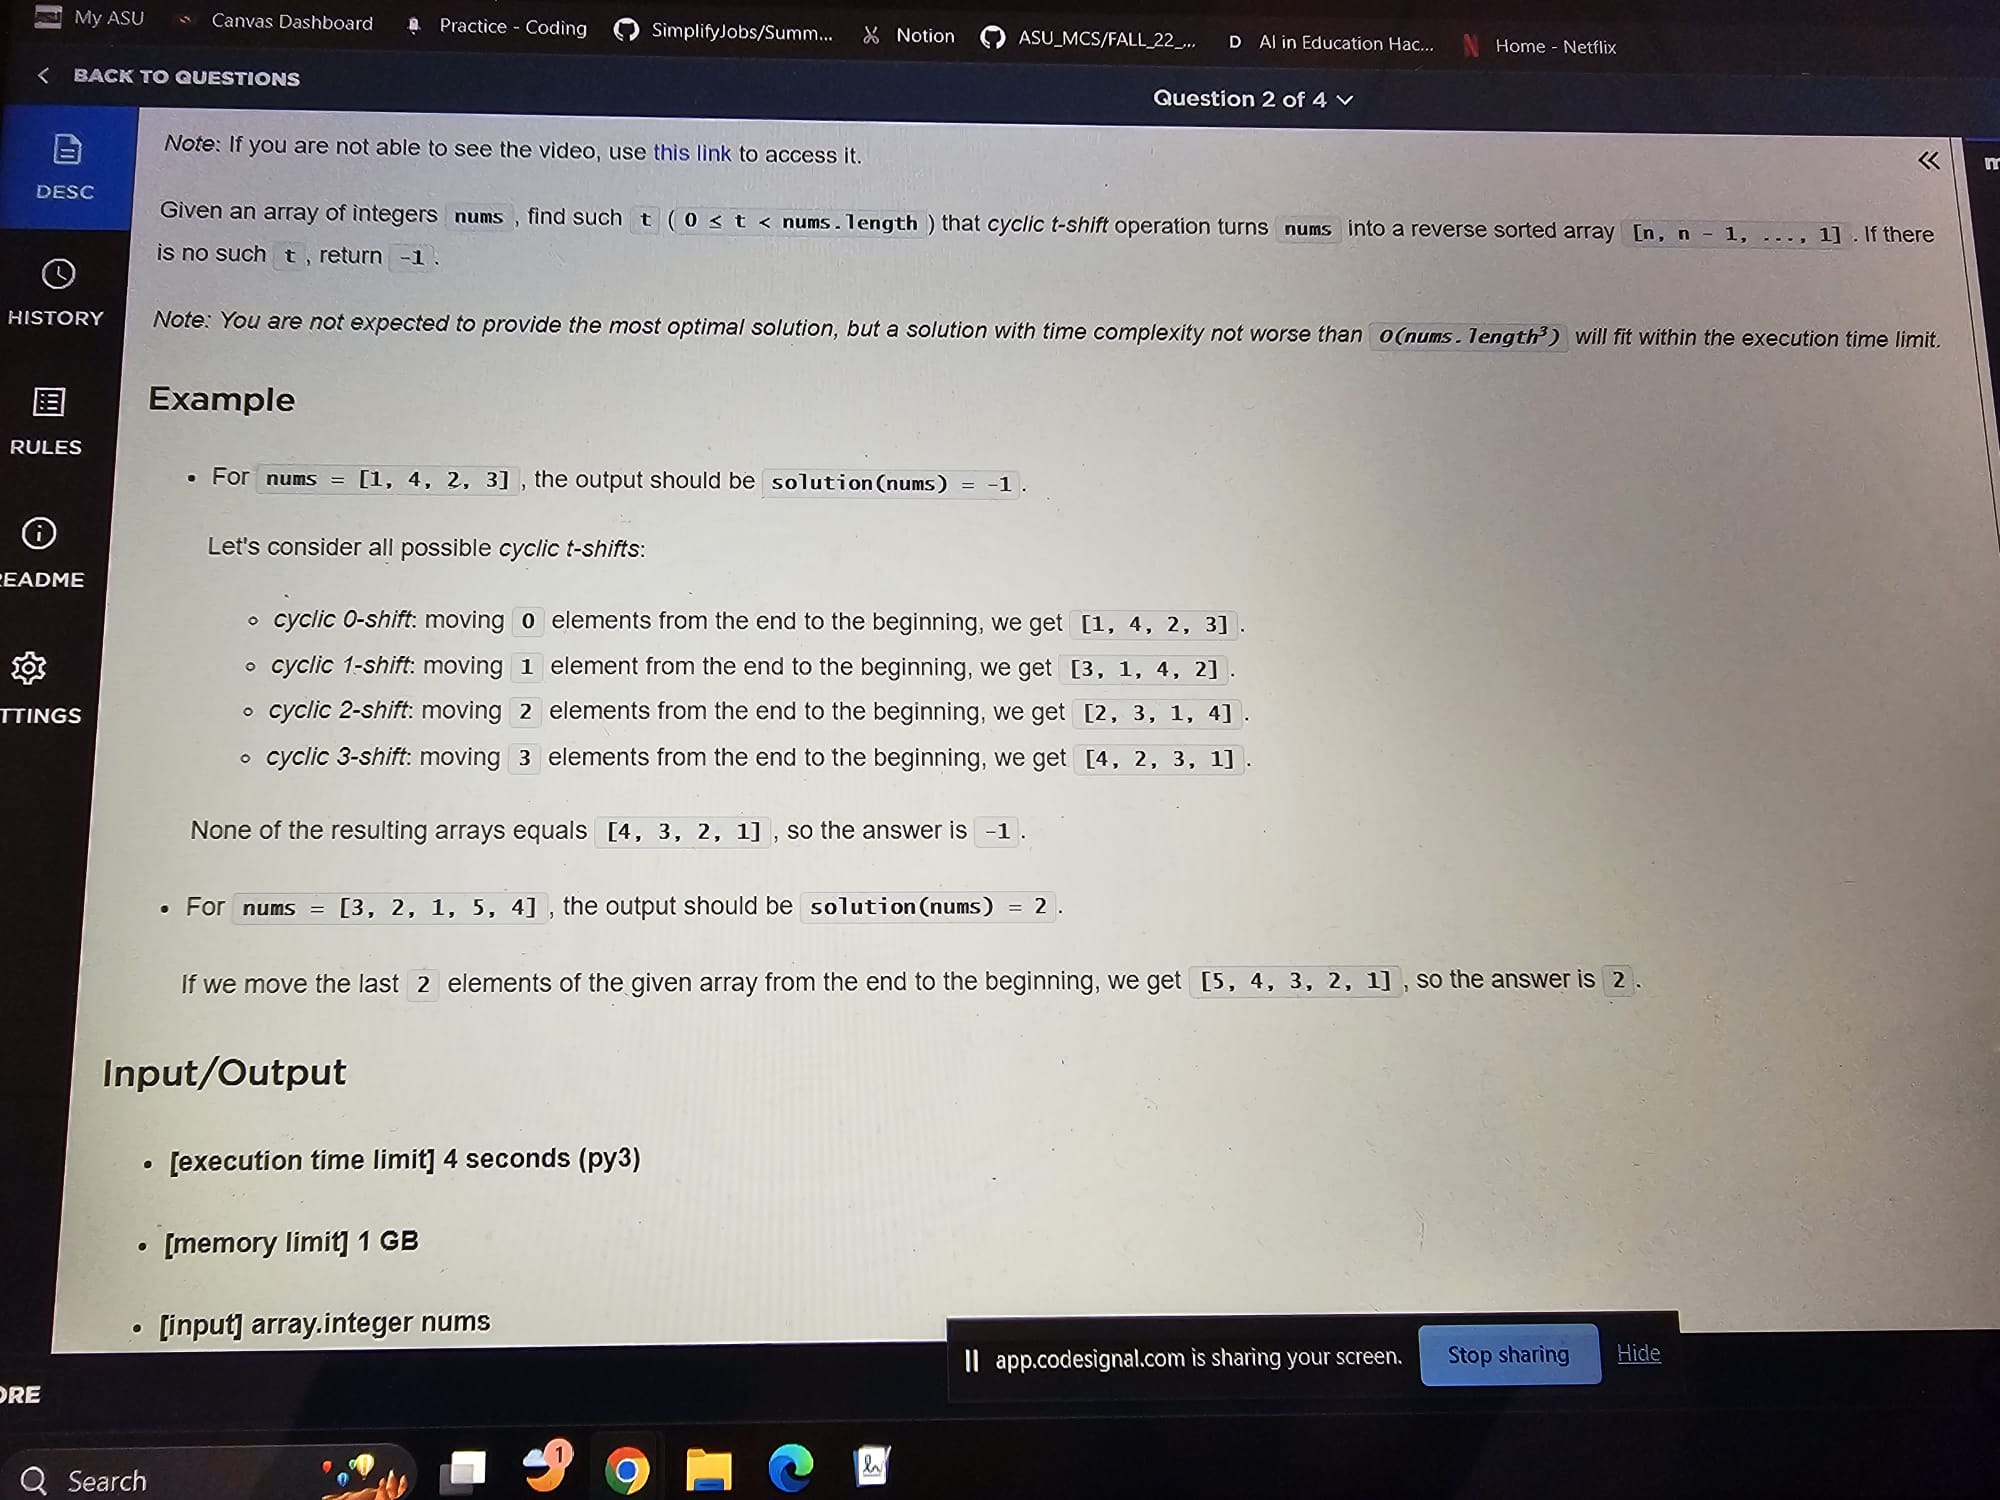 My ASU
Canvas Dashboard
Practice - Coding
SimplifyJobs/Summ...
Notion
ASU_MCS/FALL_22_...
D AI in Education Hac...
N Home - Netflix
< BACK TO QUESTIONS
Question 2 of 4
DESC
HISTORY
RULES
README
TTINGS
ORE
Note: If you are not able to see the video, use this link to access it.
Given an array of integers nums , find such t ( 0 ≤ t < nums.length ) that cyclic t-shift operation turns nums into a reverse sorted array [n, n - 1, ..., 1] . If there
is no such t , return -1 .
Note: You are not expected to provide the most optimal solution, but a solution with time complexity not worse than O(nums.length³) will fit within the execution time limit.
Example
• For nums = [1, 4, 2, 3] , the output should be solution(nums) = -1 .
Let's consider all possible cyclic t-shifts:
◦ cyclic 0-shift: moving 0 elements from the end to the beginning, we get [1, 4, 2, 3] .
◦ cyclic 1-shift: moving 1 element from the end to the beginning, we get [3, 1, 4, 2] .
◦ cyclic 2-shift: moving 2 elements from the end to the beginning, we get [2, 3, 1, 4] .
◦ cyclic 3-shift: moving 3 elements from the end to the beginning, we get [4, 2, 3, 1] .
None of the resulting arrays equals [4, 3, 2, 1] , so the answer is -1 .
• For nums = [3, 2, 1, 5, 4] , the output should be solution(nums) = 2 .
If we move the last 2 elements of the given array from the end to the beginning, we get [5, 4, 3, 2, 1] , so the answer is 2 .
Input/Output
• [execution time limit] 4 seconds (py3)
• [memory limit] 1 GB
• [input] array.integer nums
app.codesignal.com is sharing your screen.
Stop sharing
Hide
Search
1